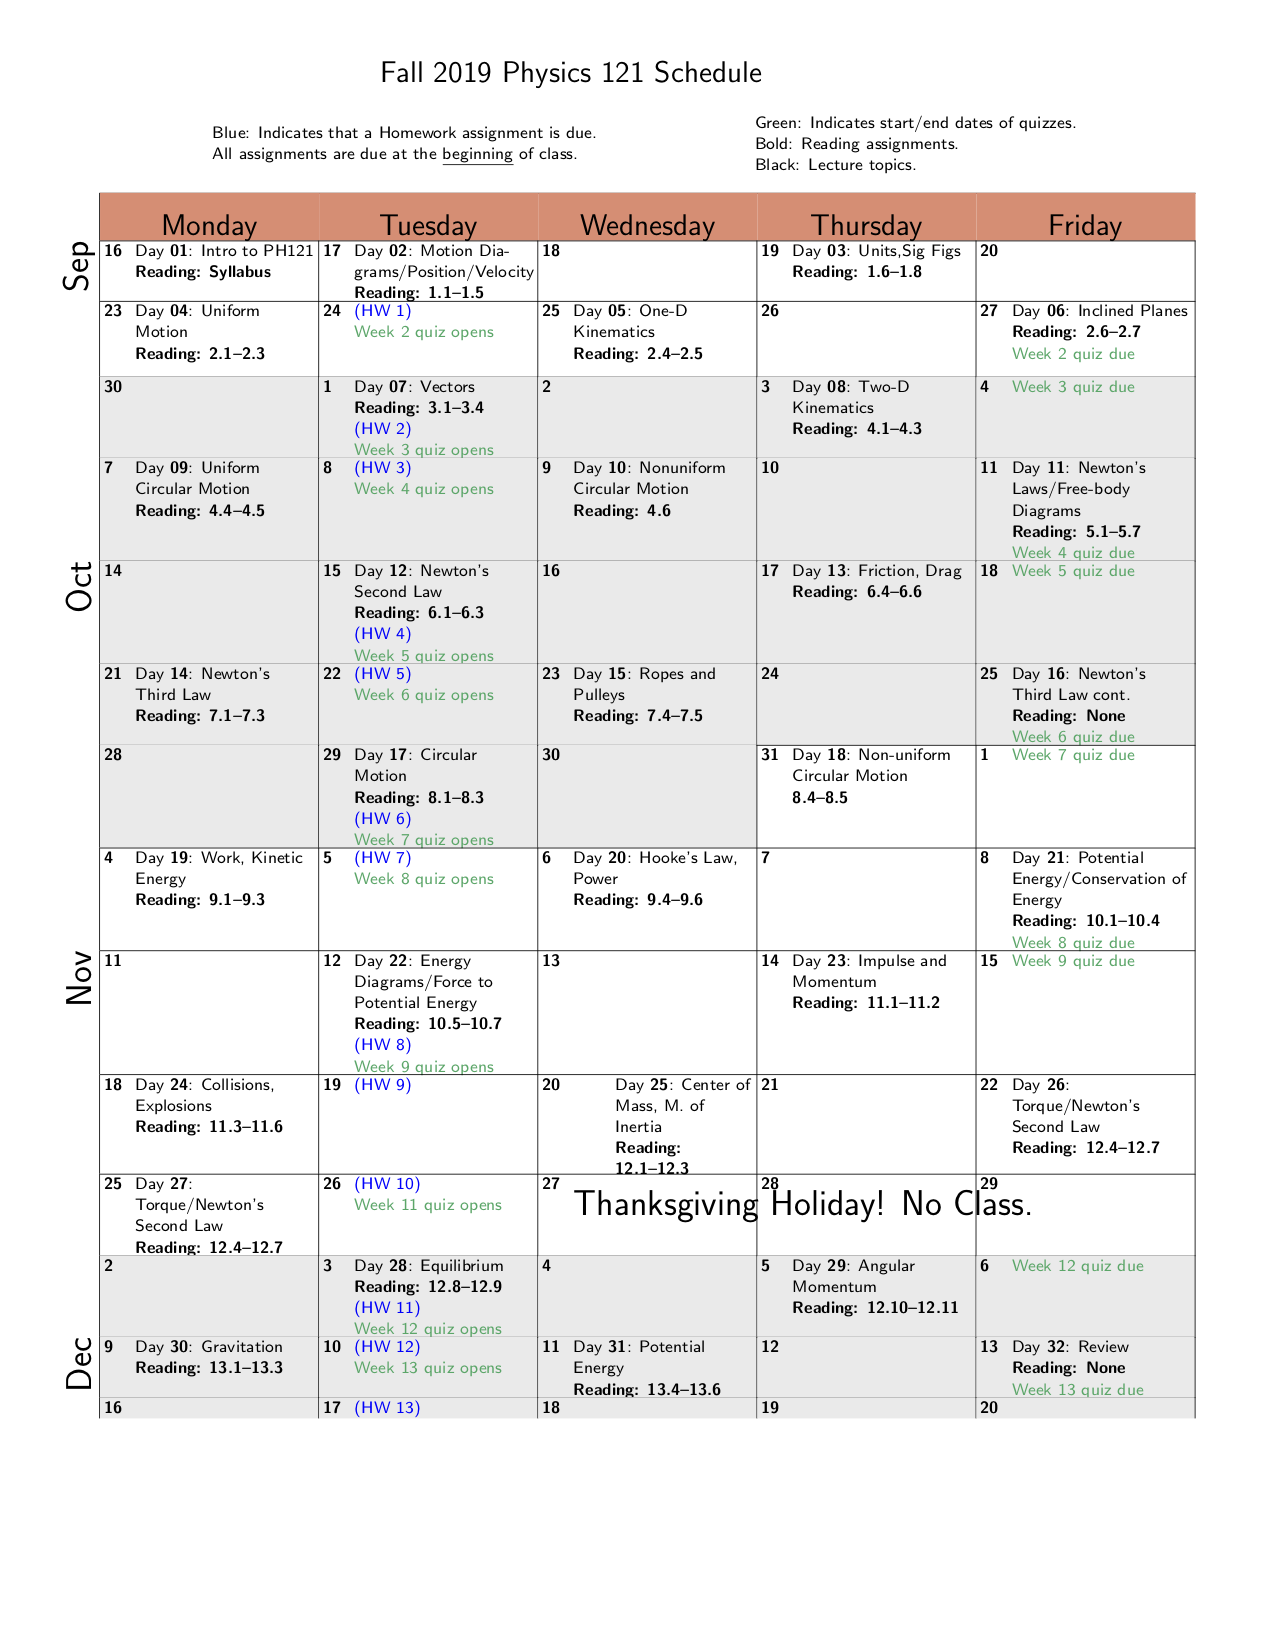 Fall 2019 Physics 121 Schedule
Blue: Indicates that a Homework assignment is due.
All assignments are due at the beginning of class.
Green: Indicates start/end dates of quizzes.
Bold: Reading assignments.
Black: Lecture topics.
Monday
Tuesday
Wednesday
Thursday
Friday
Sep
16 Day 01: Intro to PH121
Reading: Syllabus
17 Day 02: Motion Dia-
grams/Position/Velocity
Reading: 1.1–1.5
18
19 Day 03: Units,Sig Figs
Reading: 1.6–1.8
20
23 Day 04: Uniform
Motion
Reading: 2.1–2.3
24 (HW 1)
Week 2 quiz opens
25 Day 05: One-D
Kinematics
Reading: 2.4–2.5
26
27 Day 06: Inclined Planes
Reading: 2.6–2.7
Week 2 quiz due
30
1 Day 07: Vectors
Reading: 3.1–3.4
(HW 2)
Week 3 quiz opens
2
3 Day 08: Two-D
Kinematics
Reading: 4.1–4.3
4 Week 3 quiz due
7 Day 09: Uniform
Circular Motion
Reading: 4.4–4.5
8 (HW 3)
Week 4 quiz opens
9 Day 10: Nonuniform
Circular Motion
Reading: 4.6
10
11 Day 11: Newton's
Laws/Free-body
Diagrams
Reading: 5.1–5.7
Week 4 quiz due
Oct
14
15 Day 12: Newton's
Second Law
Reading: 6.1–6.3
(HW 4)
Week 5 quiz opens
16
17 Day 13: Friction, Drag
Reading: 6.4–6.6
18 Week 5 quiz due
21 Day 14: Newton's
Third Law
Reading: 7.1–7.3
22 (HW 5)
Week 6 quiz opens
23 Day 15: Ropes and
Pulleys
Reading: 7.4–7.5
24
25 Day 16: Newton's
Third Law cont.
Reading: None
Week 6 quiz due
28
29 Day 17: Circular
Motion
Reading: 8.1–8.3
(HW 6)
Week 7 quiz opens
30
31 Day 18: Non-uniform
Circular Motion
8.4–8.5
1 Week 7 quiz due
4 Day 19: Work, Kinetic
Energy
Reading: 9.1–9.3
5 (HW 7)
Week 8 quiz opens
6 Day 20: Hooke's Law,
Power
Reading: 9.4–9.6
7
8 Day 21: Potential
Energy/Conservation of
Energy
Reading: 10.1–10.4
Week 8 quiz due
Nov
11
12 Day 22: Energy
Diagrams/Force to
Potential Energy
Reading: 10.5–10.7
(HW 8)
Week 9 quiz opens
13
14 Day 23: Impulse and
Momentum
Reading: 11.1–11.2
15 Week 9 quiz due
18 Day 24: Collisions,
Explosions
Reading: 11.3–11.6
19 (HW 9)
20 Day 25: Center of
Mass, M. of
Inertia
Reading:
12.1–12.3
21
22 Day 26:
Torque/Newton's
Second Law
Reading: 12.4–12.7
25 Day 27:
Torque/Newton's
Second Law
Reading: 12.4–12.7
26 (HW 10)
Week 11 quiz opens
27
28
29
Thanksgiving Holiday! No Class.
2
3 Day 28: Equilibrium
Reading: 12.8–12.9
(HW 11)
Week 12 quiz opens
4
5 Day 29: Angular
Momentum
Reading: 12.10–12.11
6 Week 12 quiz due
Dec
9 Day 30: Gravitation
Reading: 13.1–13.3
10 (HW 12)
Week 13 quiz opens
11 Day 31: Potential
Energy
Reading: 13.4–13.6
12
13 Day 32: Review
Reading: None
Week 13 quiz due
16
17 (HW 13)
18
19
20